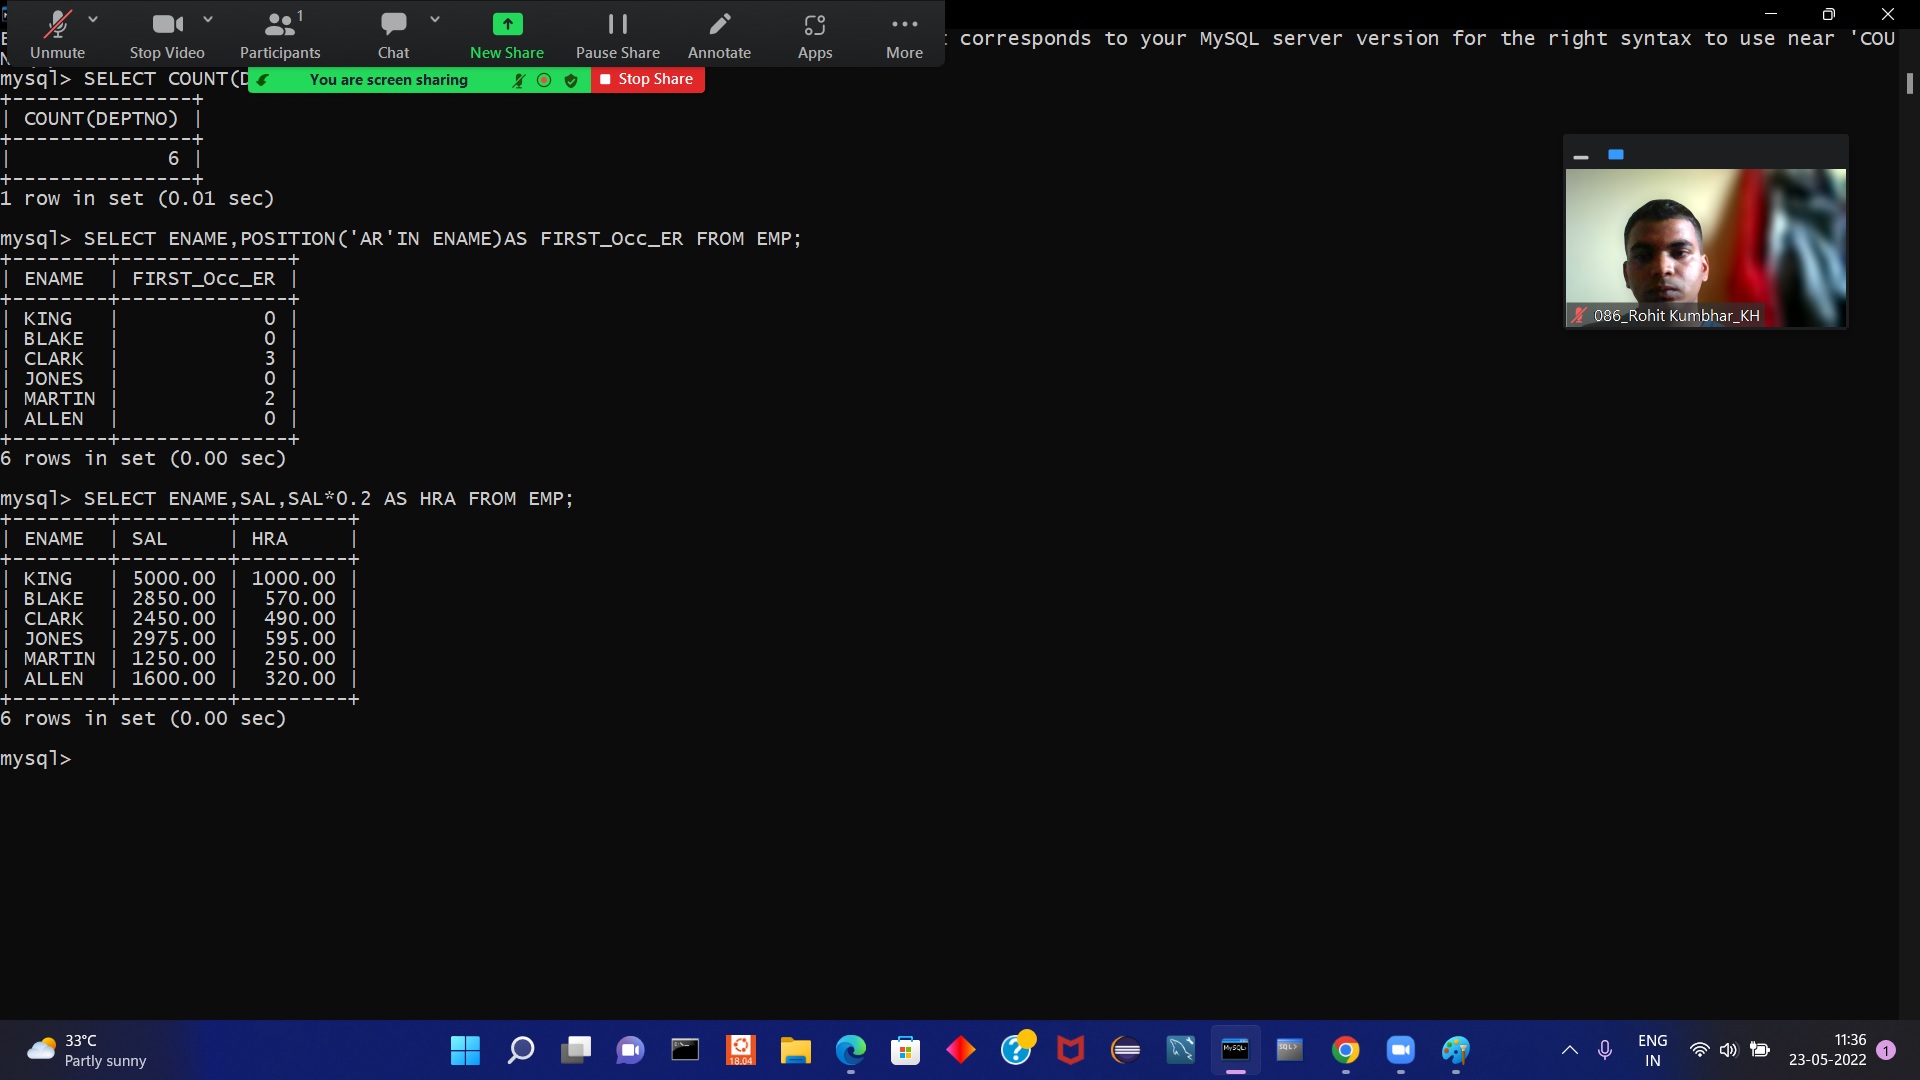 Unmute
Stop Video
Participants
1
Chat
New Share
Pause Share
Annotate
Apps
More
corresponds to your MySQL server version for the right syntax to use near 'COU
You are screen sharing
Stop Share
mysql> SELECT COUNT(D
+---------------+
| COUNT(DEPTNO) |
+---------------+
|             6 |
+---------------+
1 row in set (0.01 sec)
mysql> SELECT ENAME,POSITION('AR'IN ENAME)AS FIRST_Occ_ER FROM EMP;
+--------+--------------+
| ENAME  | FIRST_Occ_ER |
+--------+--------------+
| KING   |            0 |
| BLAKE  |            0 |
| CLARK  |            3 |
| JONES  |            0 |
| MARTIN |            2 |
| ALLEN  |            0 |
+--------+--------------+
6 rows in set (0.00 sec)
mysql> SELECT ENAME,SAL,SAL*0.2 AS HRA FROM EMP;
+--------+---------+---------+
| ENAME  | SAL     | HRA     |
+--------+---------+---------+
| KING   | 5000.00 | 1000.00 |
| BLAKE  | 2850.00 |  570.00 |
| CLARK  | 2450.00 |  490.00 |
| JONES  | 2975.00 |  595.00 |
| MARTIN | 1250.00 |  250.00 |
| ALLEN  | 1600.00 |  320.00 |
+--------+---------+---------+
6 rows in set (0.00 sec)
mysql>
086_Rohit Kumbhar_KH
33°C
Partly sunny
18.04
MySQL
SQL>
ENG
IN
11:36
23-05-2022
1